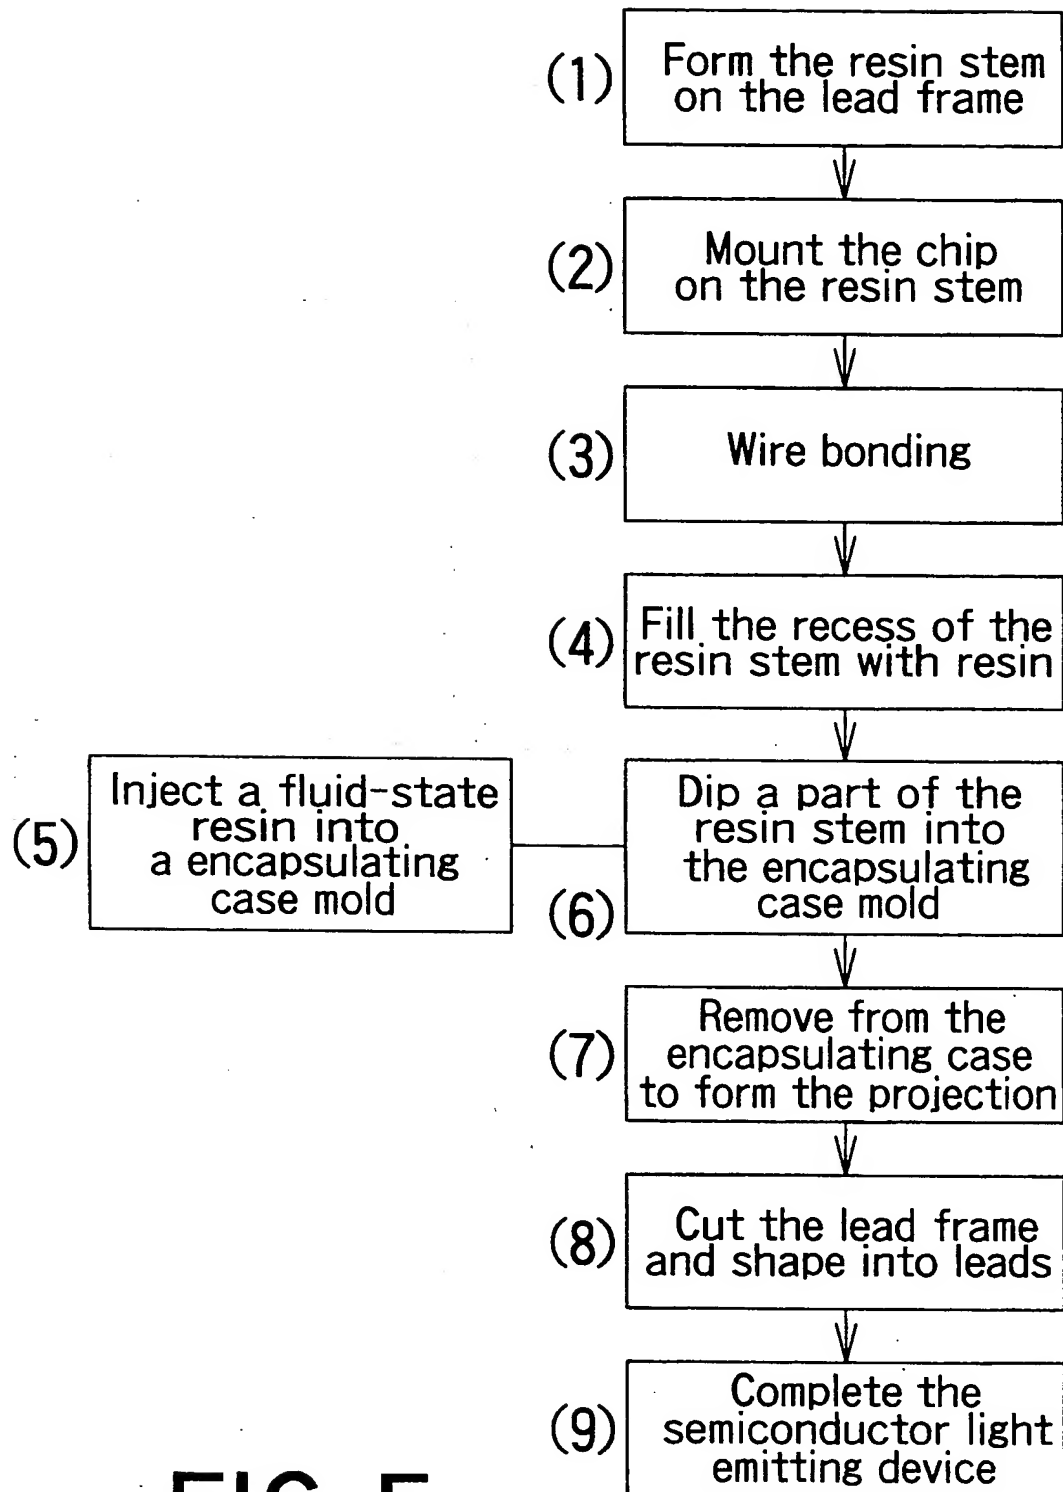 (1)
Form the resin stem
on the lead frame
(2)
Mount the chip
on the resin stem
(3)
Wire bonding
(4)
Fill the recess of the
resin stem with resin
(5)
Inject a fluid-state
resin into
a encapsulating
case mold
(6)
Dip a part of the
resin stem into
the encapsulating
case mold
(7)
Remove from the
encapsulating case
to form the projection
(8)
Cut the lead frame
and shape into leads
(9)
Complete the
semiconductor light
emitting device